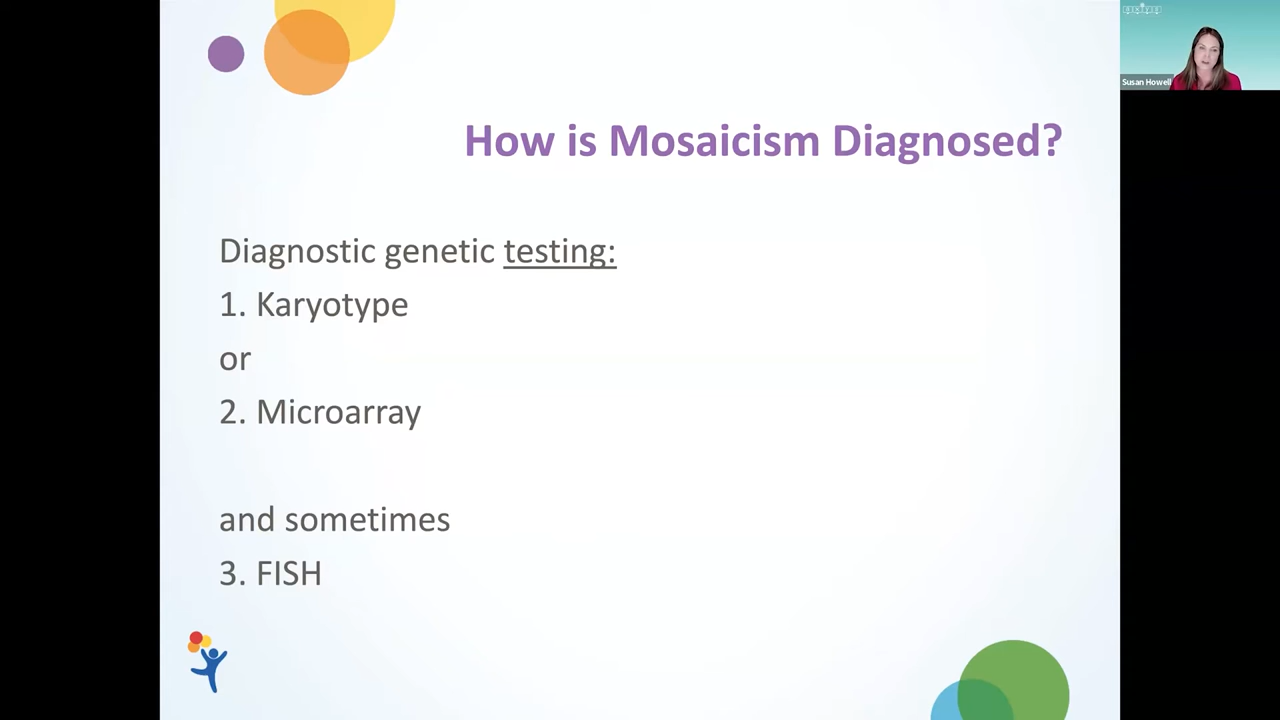 How is Mosaicism Diagnosed?
Diagnostic genetic testing:
1. Karyotype
or
2. Microarray
and sometimes
3. FISH
Susan Howell